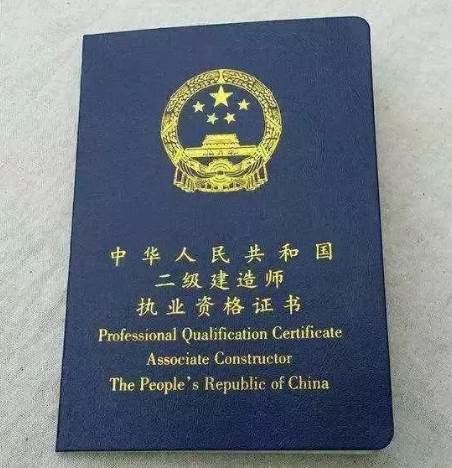 中华人民共和国
二级建造师
执业资格证书
Professional Qualification Certificate
Associate Constructor
The People's Republic of China